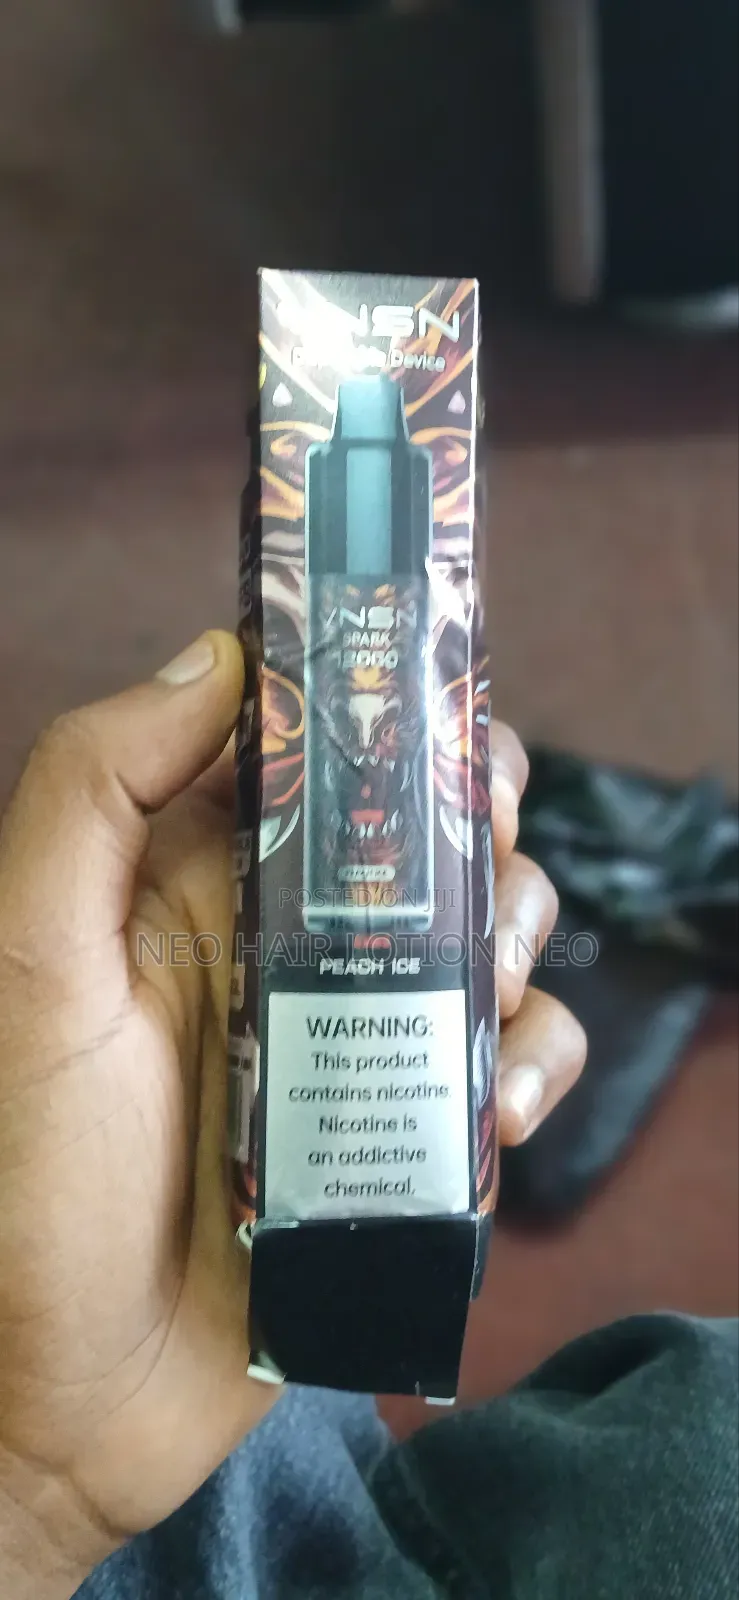 VNSN
Device
VNSN
SPARK
12000
POSTED ON JIJI
NEO HAIR LOTION NEO
PEACH ICE
WARNING:
This product
contains nicotine.
Nicotine is
an addictive
chemical.